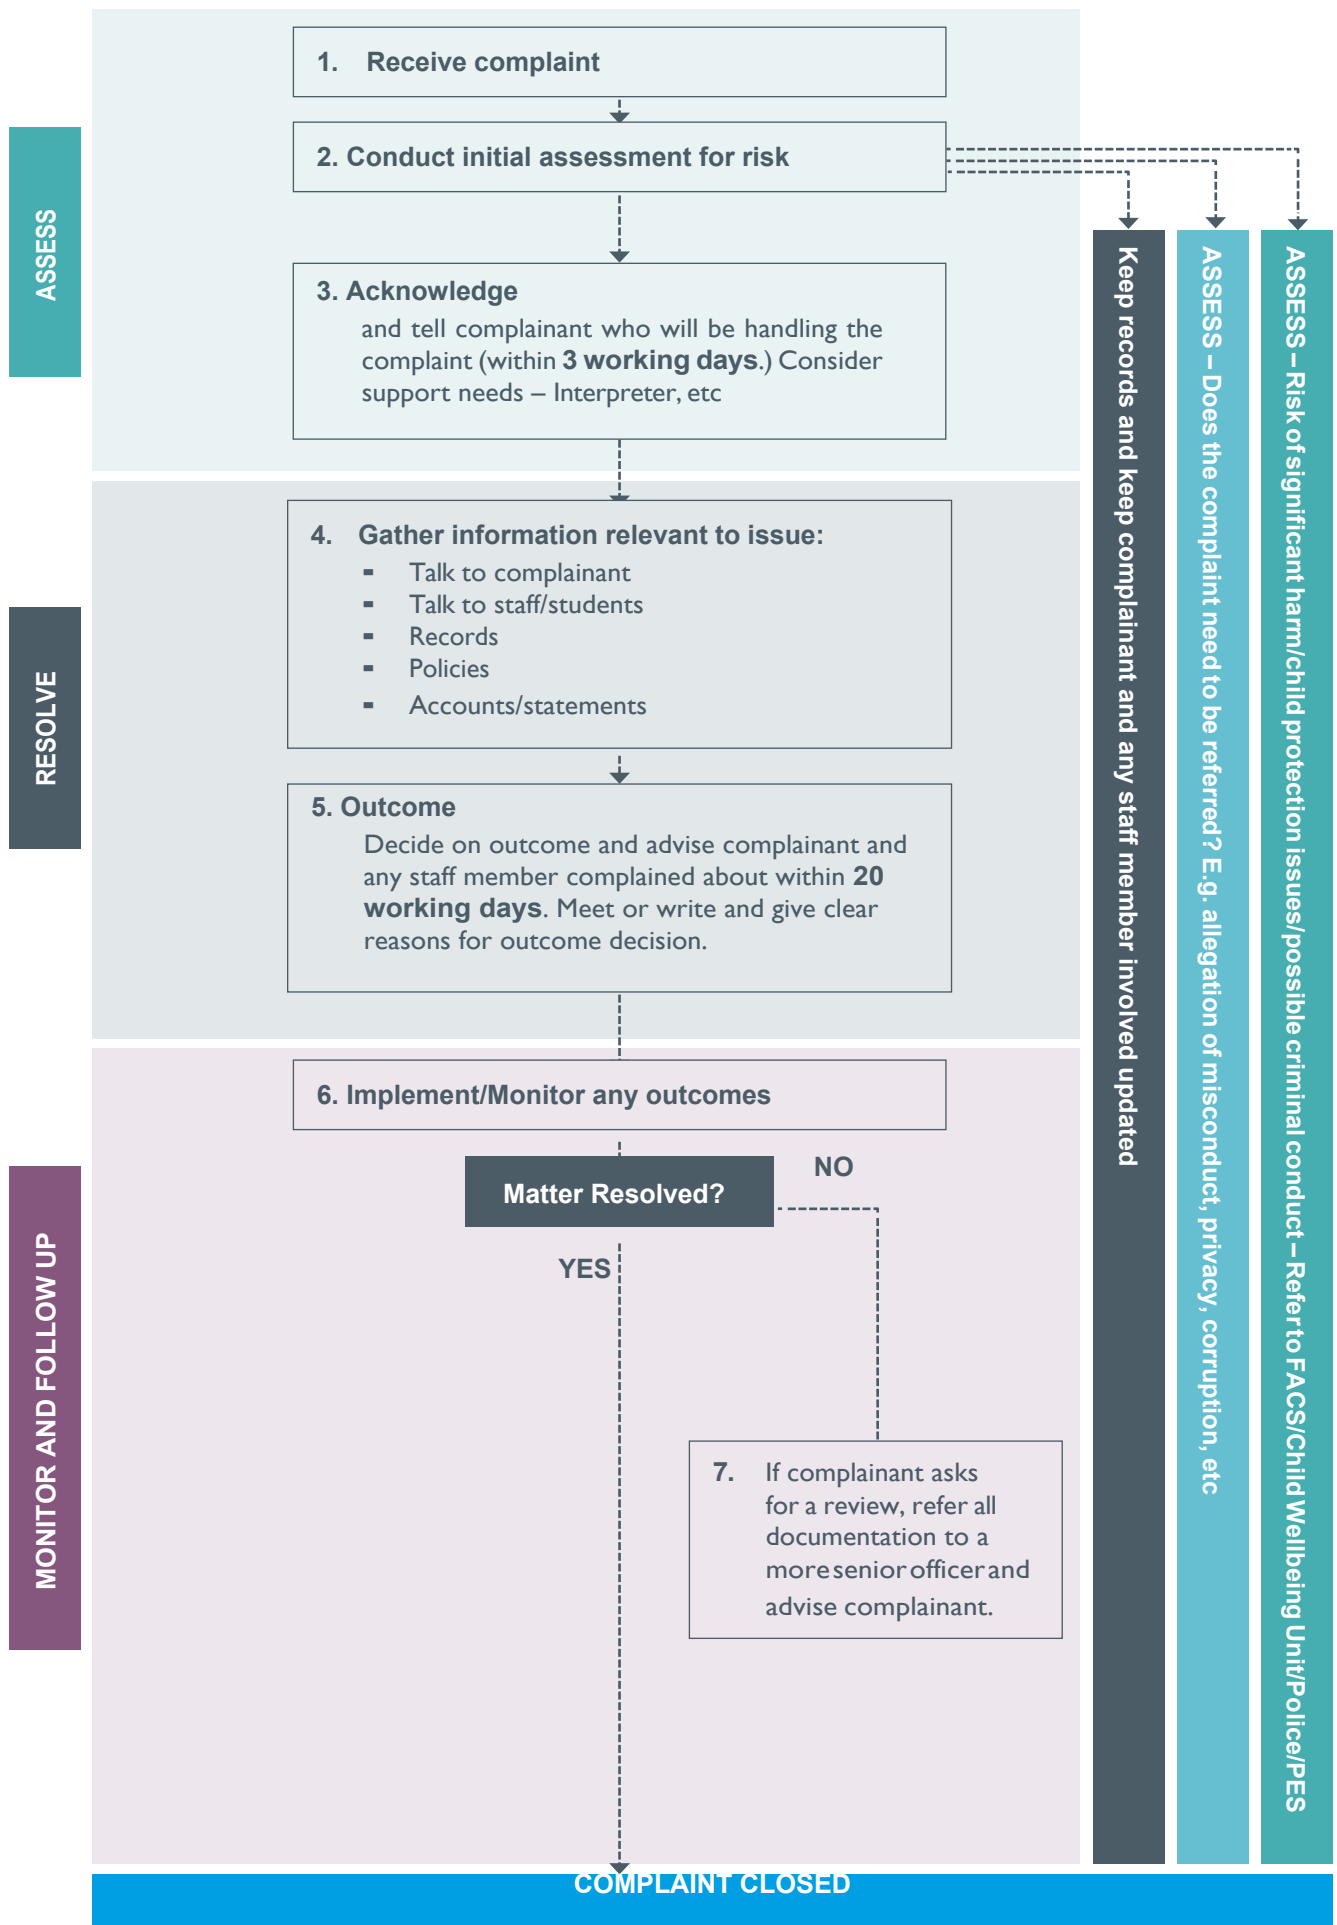 ASSESS
1. Receive complaint
2. Conduct initial assessment for risk
3. Acknowledge
and tell complainant who will be handling the
complaint (within 3 working days.) Consider
support needs – Interpreter, etc
RESOLVE
4. Gather information relevant to issue:
- Talk to complainant
- Talk to staff/students
- Records
- Policies
- Accounts/statements
5. Outcome
Decide on outcome and advise complainant and
any staff member complained about within 20
working days. Meet or write and give clear
reasons for outcome decision.
MONITOR AND FOLLOW UP
6. Implement/Monitor any outcomes
Matter Resolved?
NO
YES
7. If complainant asks
for a review, refer all
documentation to a
more senior officer and
advise complainant.
Keep records and keep complainant and any staff member involved updated
ASSESS – Does the complaint need to be referred? E.g. allegation of misconduct, privacy, corruption, etc
ASSESS – Risk of significant harm/child protection issues/possible criminal conduct – Refer to FACS/Child Wellbeing Unit/Police/PES
COMPLAINT CLOSED